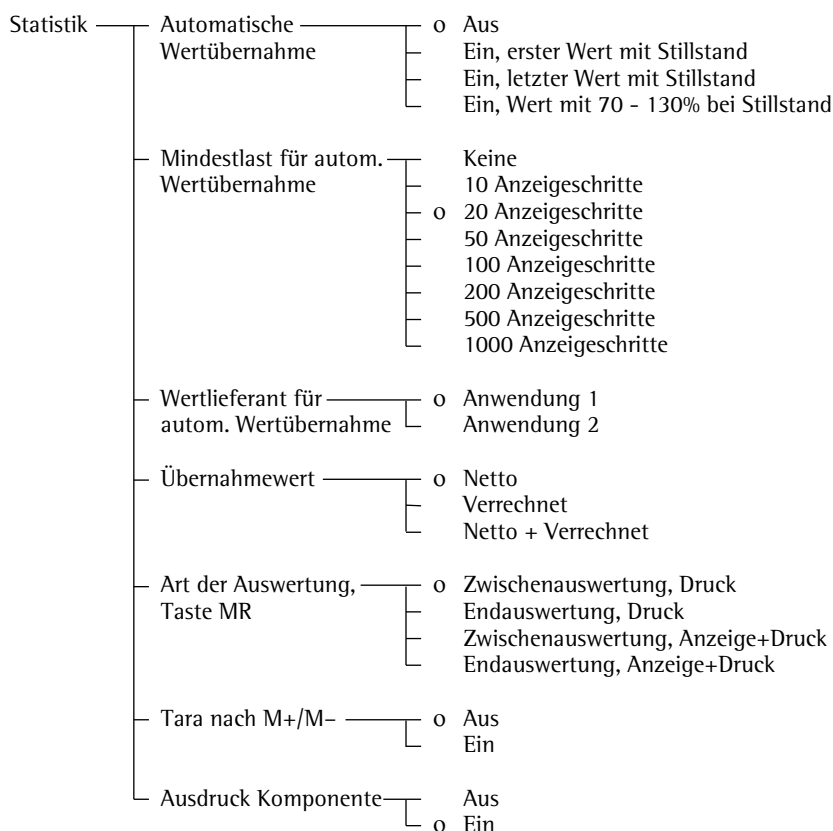 Statistik Automatische o Aus
Wertübernahme Ein, erster Wert mit Stillstand
Ein, letzter Wert mit Stillstand
Ein, Wert mit 70 - 130% bei Stillstand
Mindestlast für autom. Keine
Wertübernahme 10 Anzeigeschritte
o 20 Anzeigeschritte
50 Anzeigeschritte
100 Anzeigeschritte
200 Anzeigeschritte
500 Anzeigeschritte
1000 Anzeigeschritte
Wertlieferant für o Anwendung 1
autom. Wertübernahme Anwendung 2
Übernahmewert o Netto
Verrechnet
Netto + Verrechnet
Art der Auswertung, o Zwischenauswertung, Druck
Taste MR Endauswertung, Druck
Zwischenauswertung, Anzeige+Druck
Endauswertung, Anzeige+Druck
Tara nach M+/M– o Aus
Ein
Ausdruck Komponente Aus
o Ein